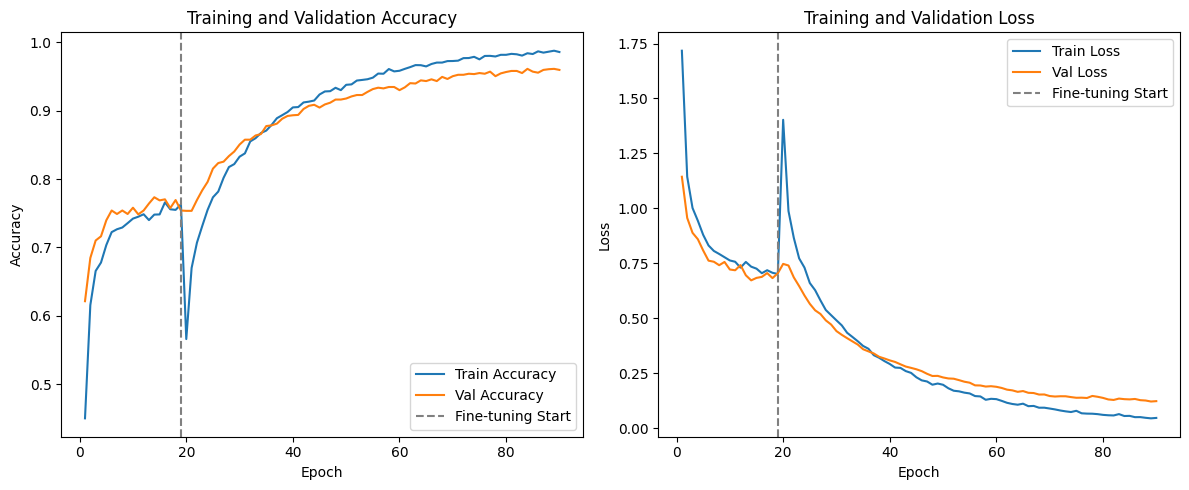 Training and Validation Accuracy
1.0
0.9
0.8
0.7
0.6
0.5
Accuracy
0
20
40
60
80
Epoch
Train Accuracy
Val Accuracy
Fine-tuning Start
Training and Validation Loss
1.75
1.50
1.25
1.00
0.75
0.50
0.25
0.00
Loss
0
20
40
60
80
Epoch
Train Loss
Val Loss
Fine-tuning Start